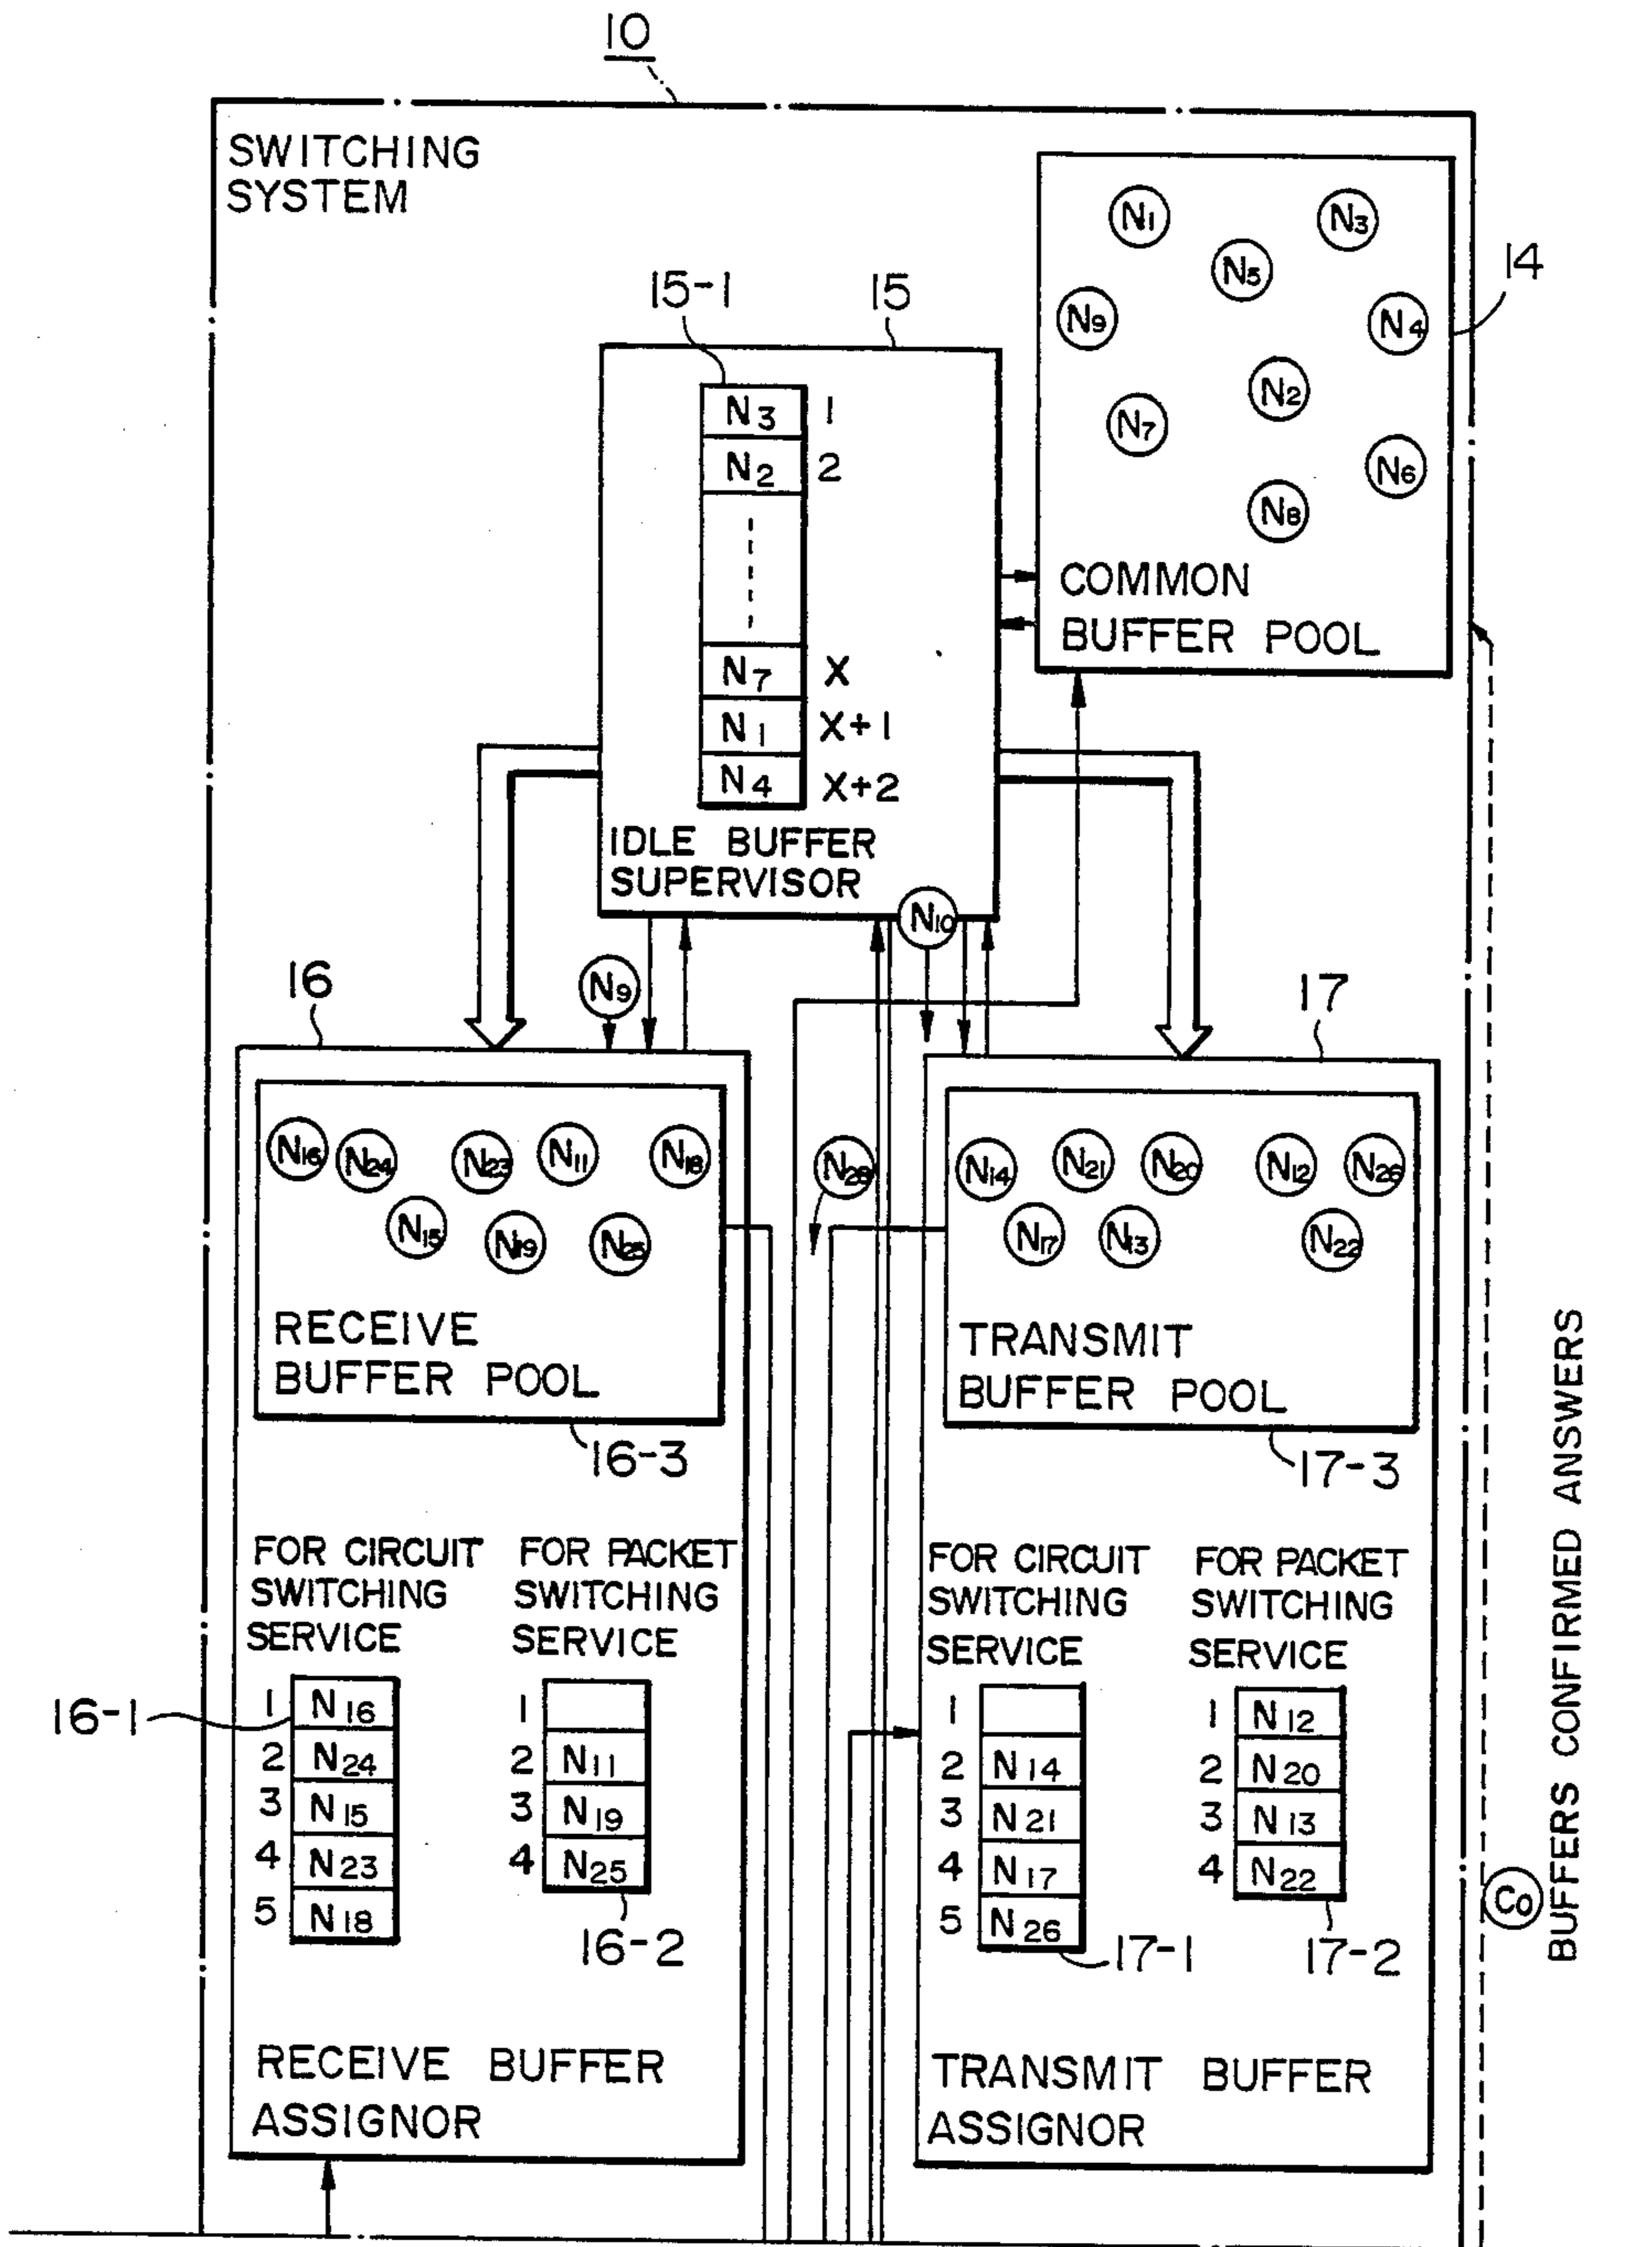 10
SWITCHING
SYSTEM
N1
N3
N5
N9
N4
N2
N7
N6
N8
COMMON
BUFFER POOL
14
15-1
15
N3 1
N2 2
N7 X
N1 X+1
N4 X+2
IDLE BUFFER
SUPERVISOR
N10
N9
16
17
N16
N24
N23
N11
N18
N15
N19
N25
RECEIVE
BUFFER POOL
16-3
N28
N14
N21
N20
N12
N26
N17
N13
N22
TRANSMIT
BUFFER POOL
17-3
FOR CIRCUIT
SWITCHING
SERVICE
16-1
1 N16
2 N24
3 N15
4 N23
5 N18
FOR PACKET
SWITCHING
SERVICE
1
2 N11
3 N19
4 N25
16-2
RECEIVE BUFFER
ASSIGNOR
FOR CIRCUIT
SWITCHING
SERVICE
1
2 N14
3 N21
4 N17
5 N26
17-1
FOR PACKET
SWITCHING
SERVICE
1 N12
2 N20
3 N13
4 N22
17-2
TRANSMIT BUFFER
ASSIGNOR
Co BUFFERS CONFIRMED ANSWERS